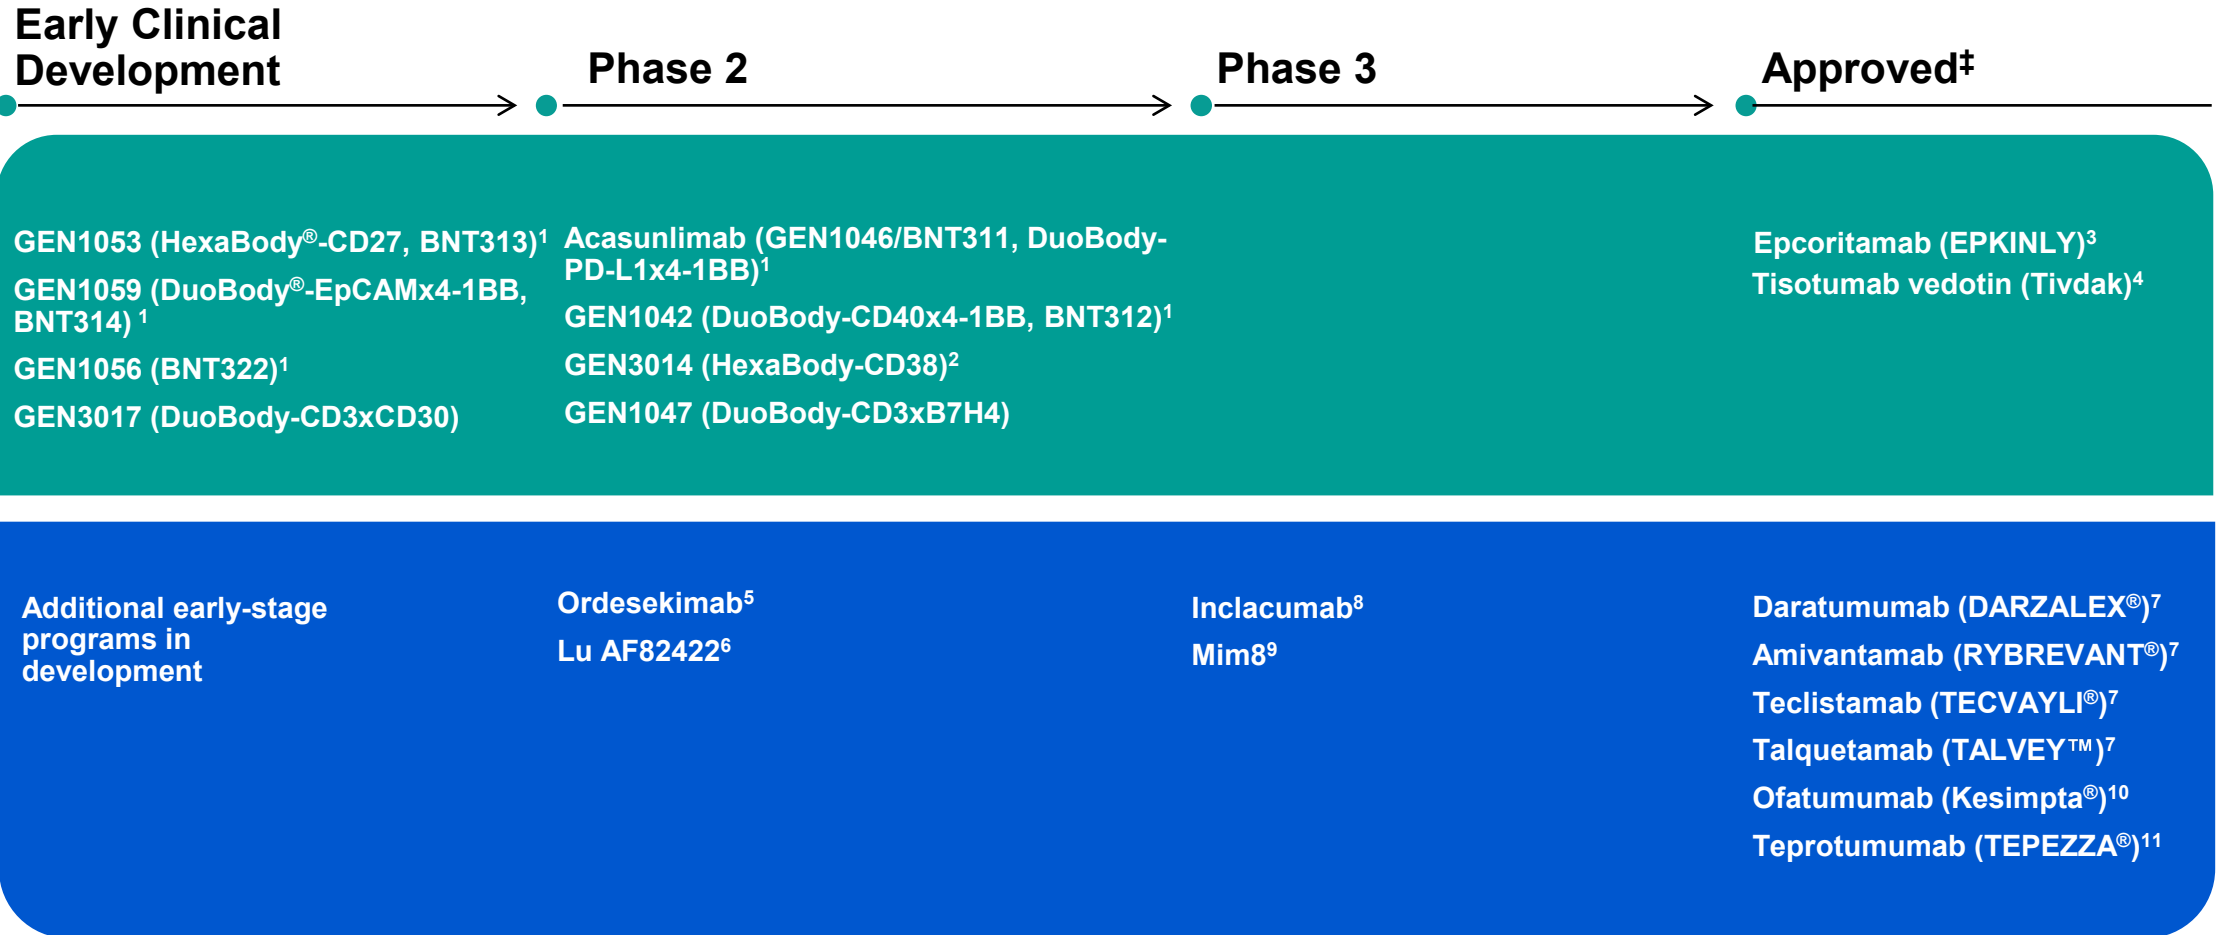 Early Clinical
Development
Phase 2
Phase 3
Approved‡
GEN1053 (HexaBody®-CD27, BNT313)¹
GEN1059 (DuoBody®-EpCAMx4-1BB,
BNT314) ¹
GEN1056 (BNT322)¹
GEN3017 (DuoBody-CD3xCD30)
Acasunlimab (GEN1046/BNT311, DuoBody-
PD-L1x4-1BB)¹
GEN1042 (DuoBody-CD40x4-1BB, BNT312)¹
GEN3014 (HexaBody-CD38)²
GEN1047 (DuoBody-CD3xB7H4)
Epcoritamab (EPKINLY)³
Tisotumab vedotin (Tivdak)⁴
Additional early-stage
programs in
development
Ordesekimab⁵
Lu AF82422⁶
Inclacumab⁸
Mim8⁹
Daratumumab (DARZALEX®)⁷
Amivantamab (RYBREVANT®)⁷
Teclistamab (TECVAYLI®)⁷
Talquetamab (TALVEY™)⁷
Ofatumumab (Kesimpta®)¹⁰
Teprotumumab (TEPEZZA®)¹¹